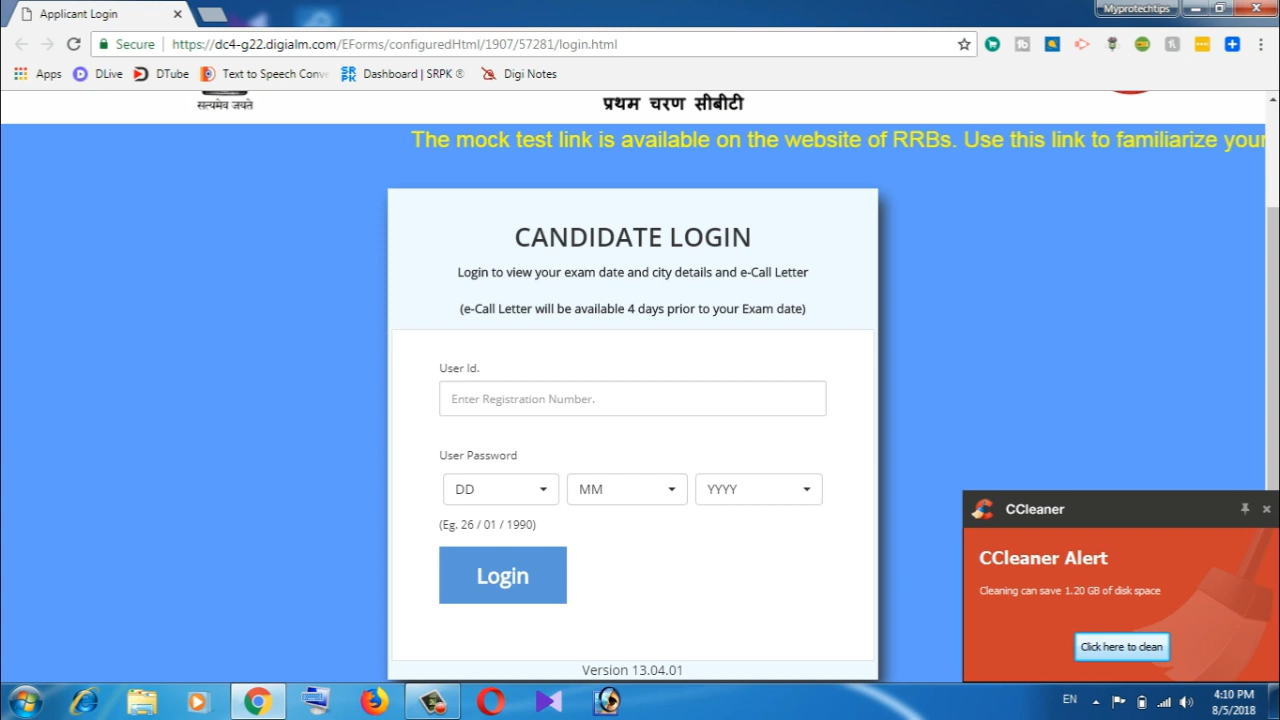 Applicant Login
Myprotechtips
Secure
https://dc4-g22.digialm.com/EForms/configuredHtml/1907/57281/login.html
Apps
DLive
DTube
Text to Speech Conv
SR
PK
Dashboard | SRPK ®
Digi Notes
सत्यमेव जयते
प्रथम चरण सीबीटी
The mock test link is available on the website of RRBs. Use this link to familiarize your
CANDIDATE LOGIN
Login to view your exam date and city details and e-Call Letter
(e-Call Letter will be available 4 days prior to your Exam date)
User Id.
Enter Registration Number.
User Password
DD
MM
YYYY
(Eg. 26 / 01 / 1990)
Login
Version 13.04.01
CCleaner
CCleaner Alert
Cleaning can save 1.20 GB of disk space
Click here to clean
EN
4:10 PM
8/5/2018